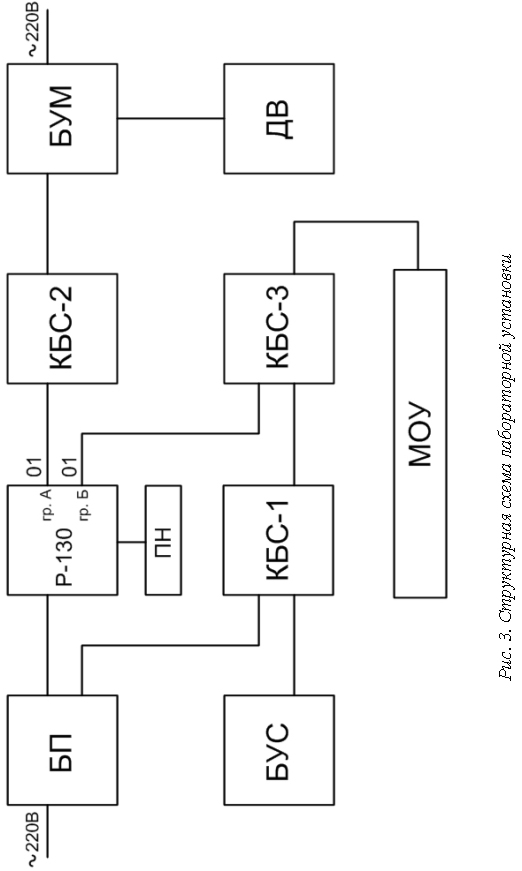 ~220В
БП
Р-130
гр. А
01
гр. Б
01
ПН
КБС-2
БУМ
~220В
БУС
КБС-1
КБС-3
ДВ
МОУ
Рис. 3. Структурная схема лабораторной установки